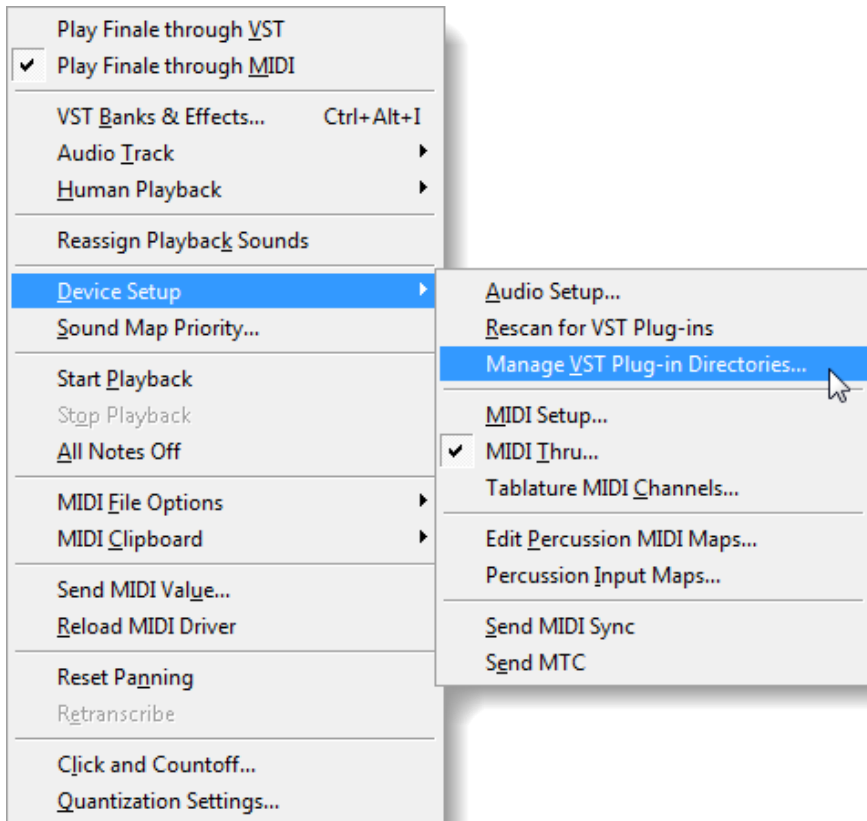 Play Finale through VST
Play Finale through MIDI
VST Banks & Effects... Ctrl+Alt+I
Audio Track
Human Playback
Reassign Playback Sounds
Device Setup
Sound Map Priority...
Start Playback
Stop Playback
All Notes Off
MIDI File Options
MIDI Clipboard
Send MIDI Value...
Reload MIDI Driver
Reset Panning
Retranscribe
Click and Countoff...
Quantization Settings...
Audio Setup...
Rescan for VST Plug-ins
Manage VST Plug-in Directories...
MIDI Setup...
MIDI Thru...
Tablature MIDI Channels...
Edit Percussion MIDI Maps...
Percussion Input Maps...
Send MIDI Sync
Send MTC